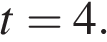 t = 4.